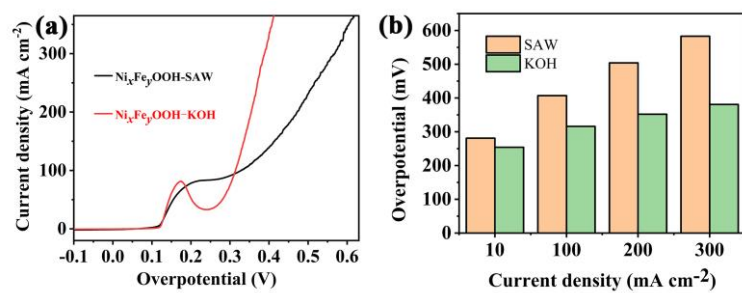 (a)
Current density (mA cm⁻²)
300
200
100
0
NiₓFeᵧOOH-SAW
NiₓFeᵧOOH-KOH
-0.1 0.0 0.1 0.2 0.3 0.4 0.5 0.6
Overpotential (V)
(b)
Overpotential (mV)
600
500
400
300
200
100
0
SAW
KOH
10 100 200 300
Current density (mA cm⁻²)